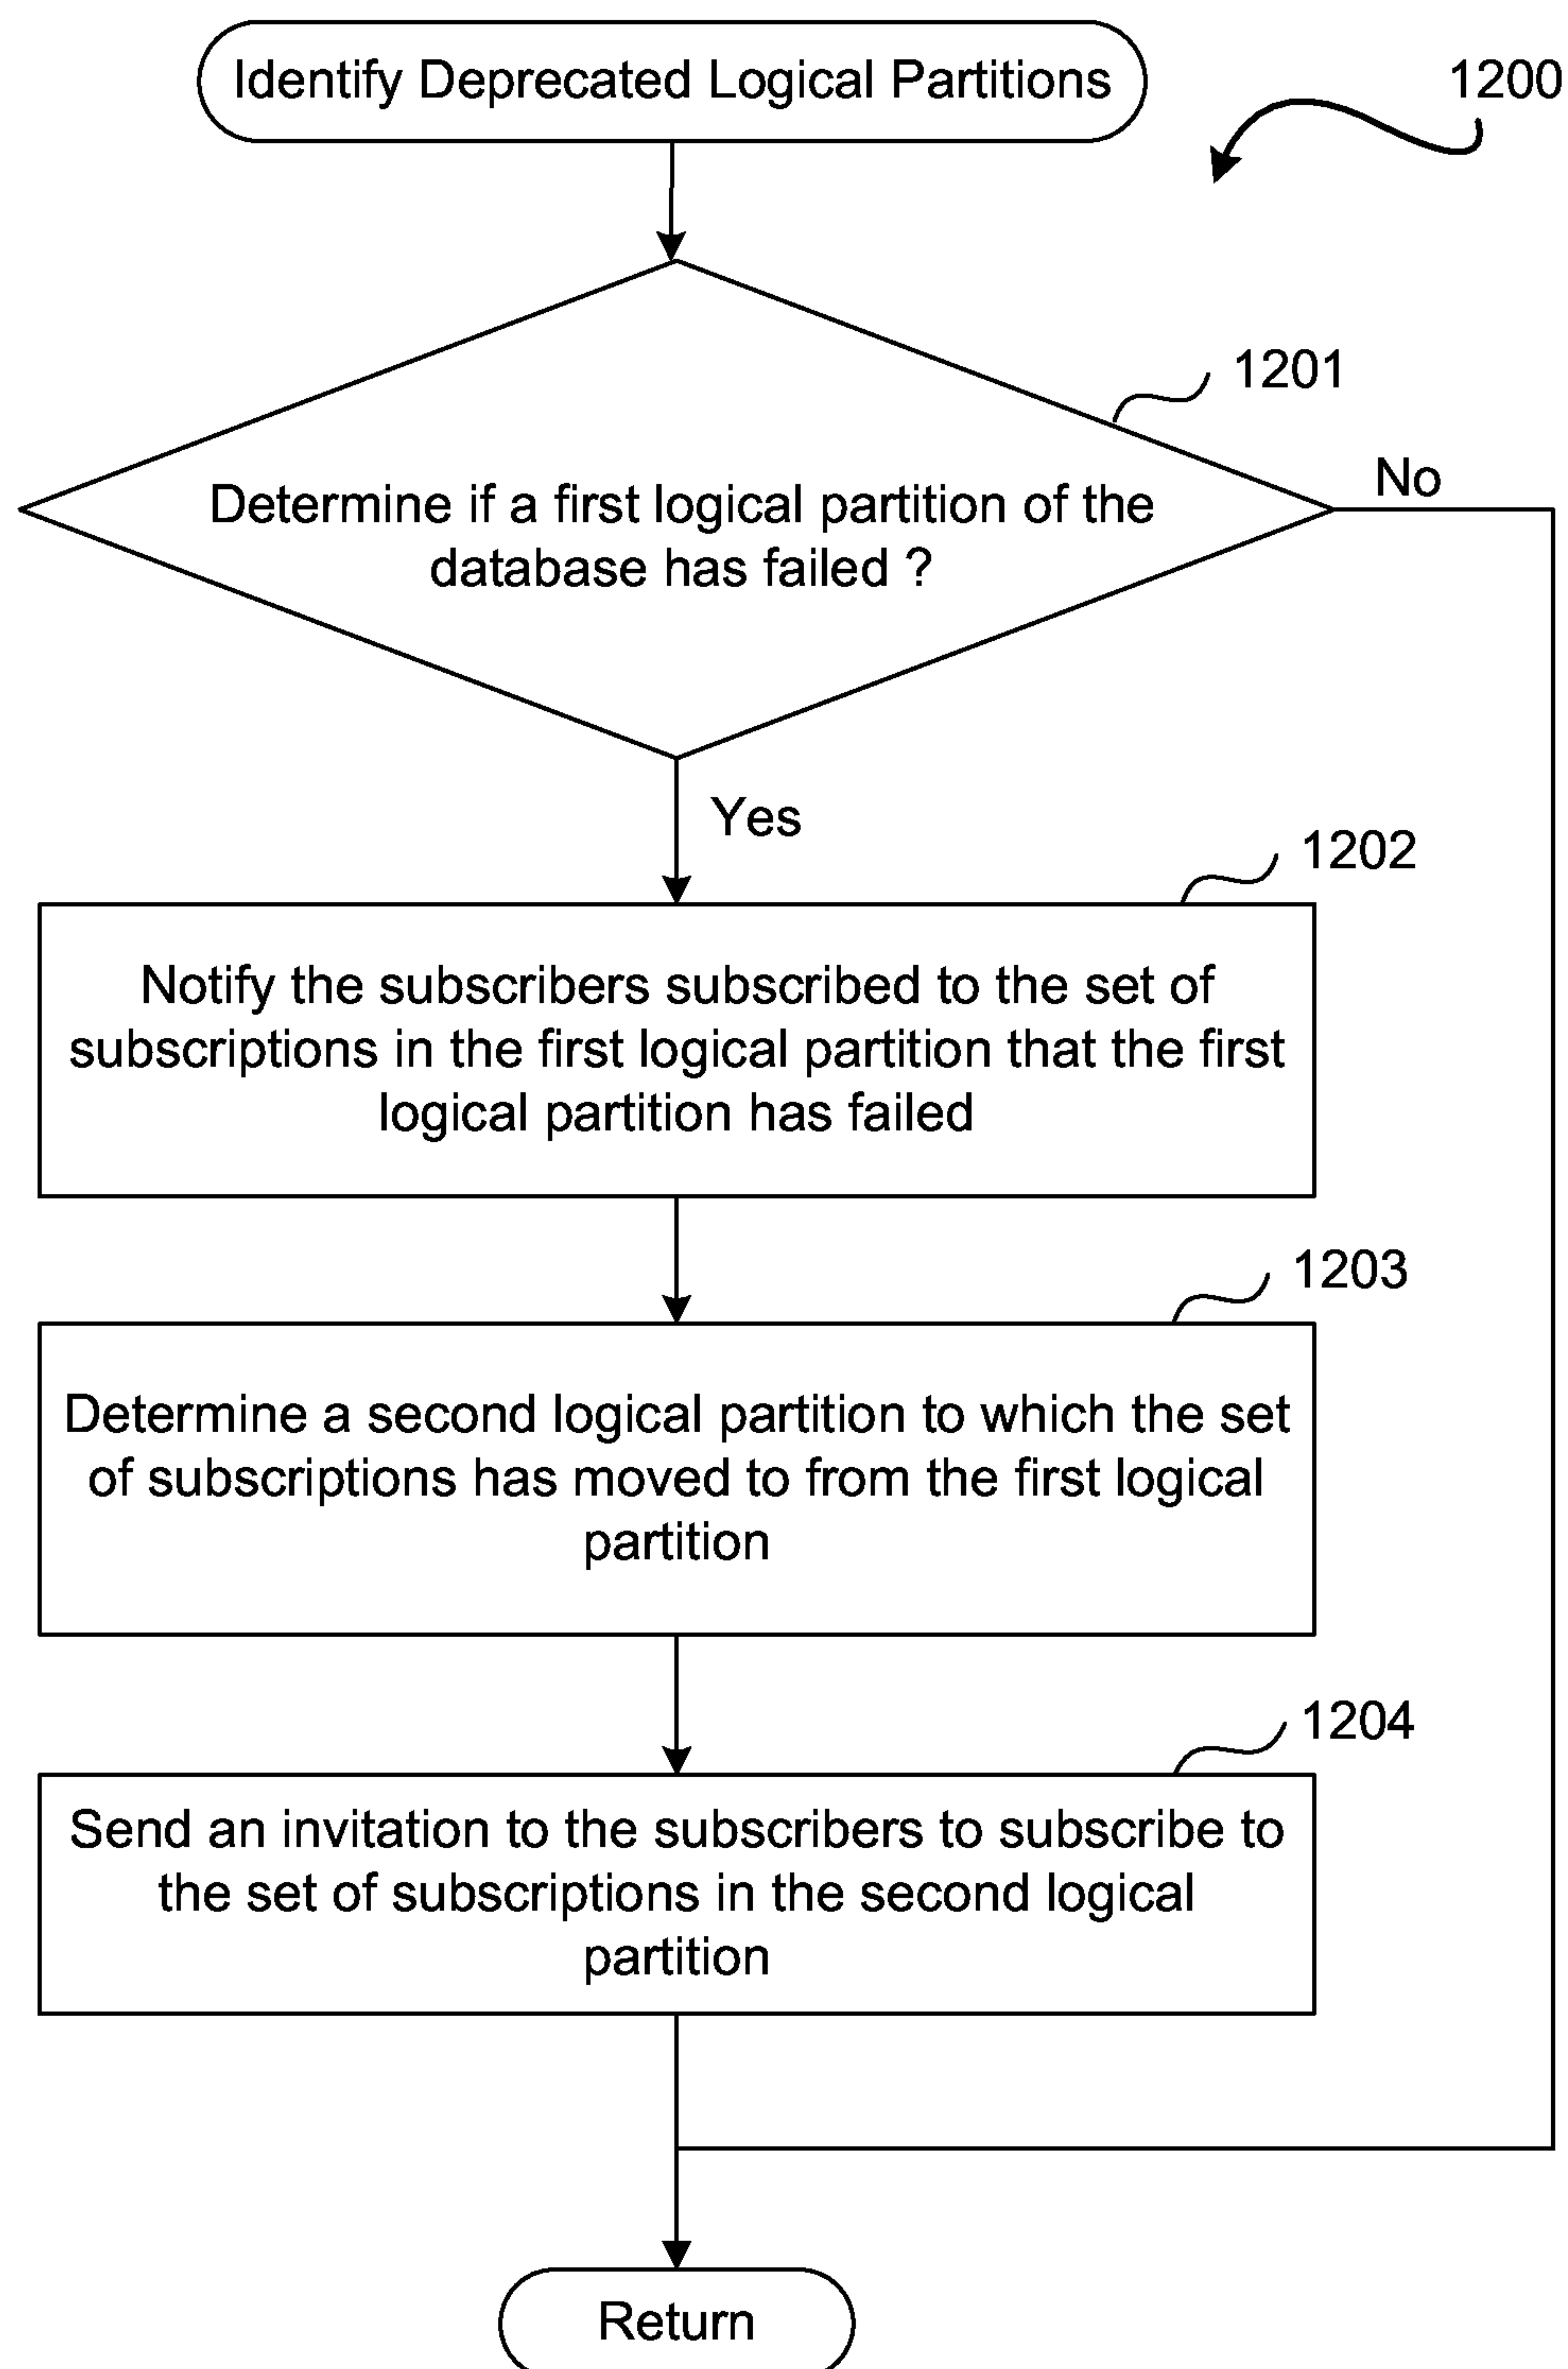 Identify Deprecated Logical Partitions
1200
1201
No
Determine if a first logical partition of the
database has failed ?
Yes
1202
Notify the subscribers subscribed to the set of
subscriptions in the first logical partition that the first
logical partition has failed
1203
Determine a second logical partition to which the set
of subscriptions has moved to from the first logical
partition
1204
Send an invitation to the subscribers to subscribe to
the set of subscriptions in the second logical
partition
Return